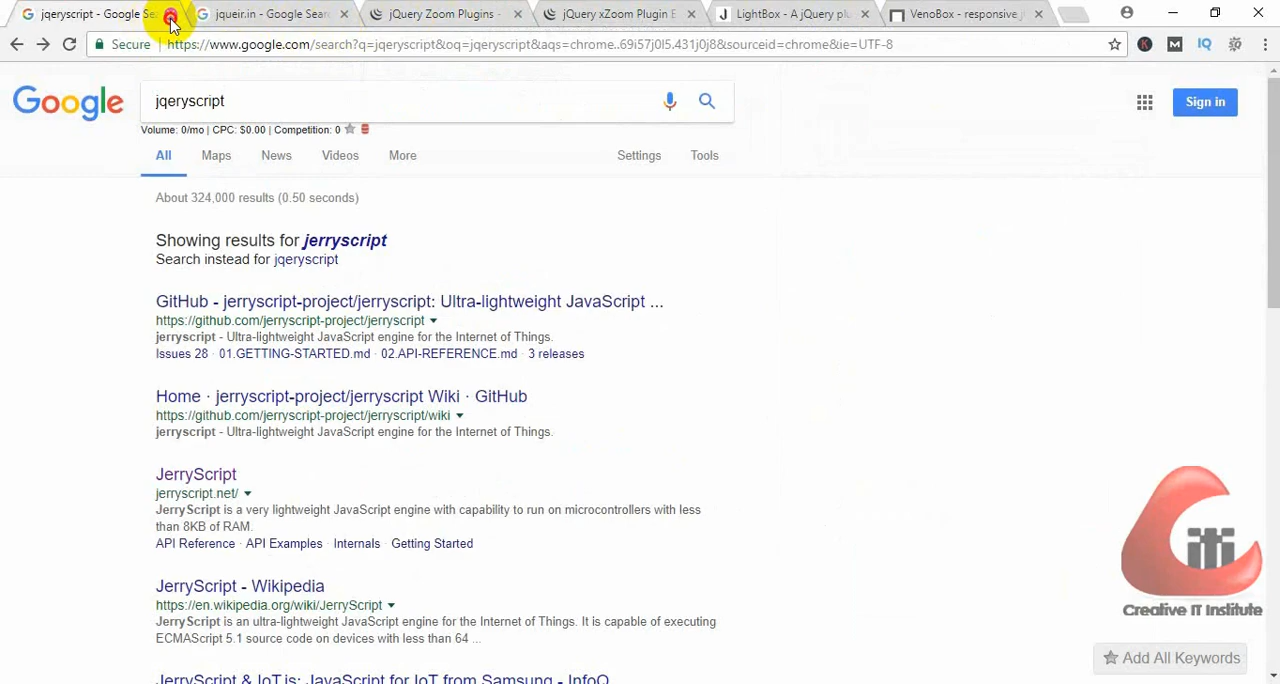 jqeryscript - Google Se
jqueir.in - Google Sear
jQuery Zoom Plugins -
jQuery xZoom Plugin E
LightBox - A jQuery plu
VenoBox - responsive j
Secure
https://www.google.com/search?q=jqeryscript&oq=jqeryscript&aqs=chrome..69i57j0l5.431j0j8&sourceid=chrome&ie=UTF-8
Google
jqeryscript
Sign in
Volume: 0/mo | CPC: $0.00 | Competition: 0
All Maps News Videos More Settings Tools
About 324,000 results (0.50 seconds)
Showing results for jerryscript
Search instead for jqeryscript
GitHub - jerryscript-project/jerryscript: Ultra-lightweight JavaScript ...
https://github.com/jerryscript-project/jerryscript
jerryscript - Ultra-lightweight JavaScript engine for the Internet of Things.
Issues 28 · 01.GETTING-STARTED.md · 02.API-REFERENCE.md · 3 releases
Home · jerryscript-project/jerryscript Wiki · GitHub
https://github.com/jerryscript-project/jerryscript/wiki
jerryscript - Ultra-lightweight JavaScript engine for the Internet of Things.
JerryScript
jerryscript.net/
JerryScript is a very lightweight JavaScript engine with capability to run on microcontrollers with less
than 8KB of RAM.
API Reference · API Examples · Internals · Getting Started
JerryScript - Wikipedia
https://en.wikipedia.org/wiki/JerryScript
JerryScript is an ultra-lightweight JavaScript engine for the Internet of Things. It is capable of executing
ECMAScript 5.1 source code on devices with less than 64 ...
JerryScript & IoT.js: JavaScript for IoT from Samsung - InfoQ
Creative IT Institute
Add All Keywords